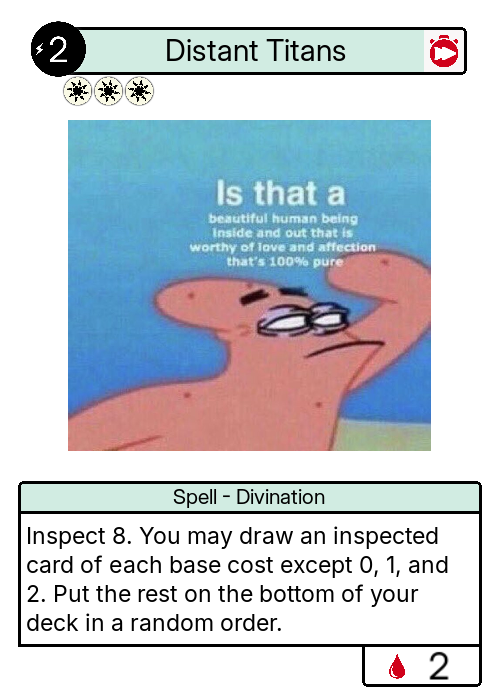 2
Distant Titans
Is that a
beautiful human being
inside and out that is
worthy of love and affection
that's 100% pure
Spell - Divination
Inspect 8. You may draw an inspected
card of each base cost except 0, 1, and
2. Put the rest on the bottom of your
deck in a random order.
2